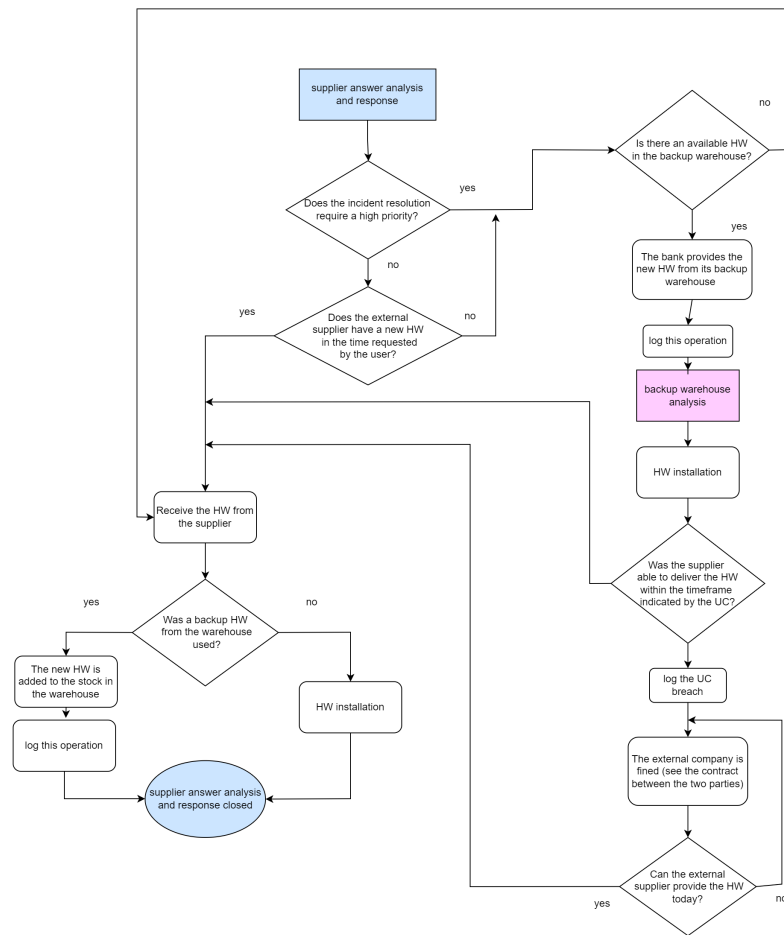 supplier answer analysis
and response
no
Is there an available HW
in the backup warehouse?
yes
Does the incident resolution
require a high priority?
yes
The bank provides the
new HW from its backup
warehouse
no
yes
Does the external
supplier have a new HW
in the time requested
by the user?
no
log this operation
backup warehouse
analysis
HW installation
Receive the HW from
the supplier
Was the supplier
able to deliver the HW
within the timeframe
indicated by the UC?
yes
Was a backup HW
from the warehouse
used?
no
The new HW is
added to the stock in
the warehouse
HW installation
log the UC
breach
log this operation
The external company is
fined (see the contract
between the two parties)
supplier answer analysis
and response closed
Can the external
supplier provide the HW
today?
yes
no